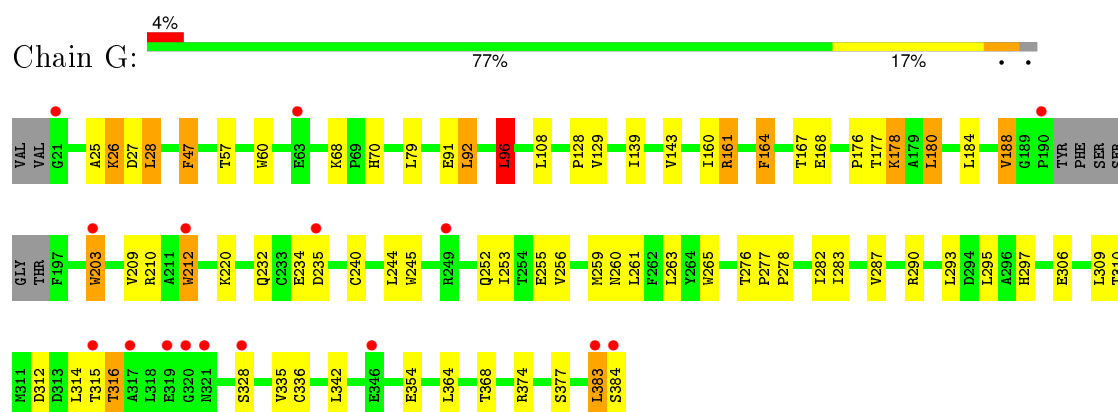 4%
Chain G:
77% 17% • •
VAL VAL G21 A25 K26 D27 L28 F47 T57 W60 E63 K68 P69 H70 L79 E91 L92 L96 L108 P128 V129 I139 V143 I160 R161 F164 T167 E168 P176 T177 K178 A179 L180 L184 V188 G189 P190 TYR PHE SER SER
GLY THR F197 W203 V209 R210 A211 W212 K220 Q232 C233 E234 D235 C240 L244 W245 R249 Q252 I253 T254 E255 V256 M259 N260 L261 F262 L263 Y264 W265 T276 P277 P278 I282 I283 V287 R290 L293 D294 L295 A296 H297 E306 L309 T310
M311 D312 D313 L314 T315 T316 A317 L318 E319 G320 N321 S328 V335 C336 L342 E346 E354 L364 T368 R374 S377 L383 S384